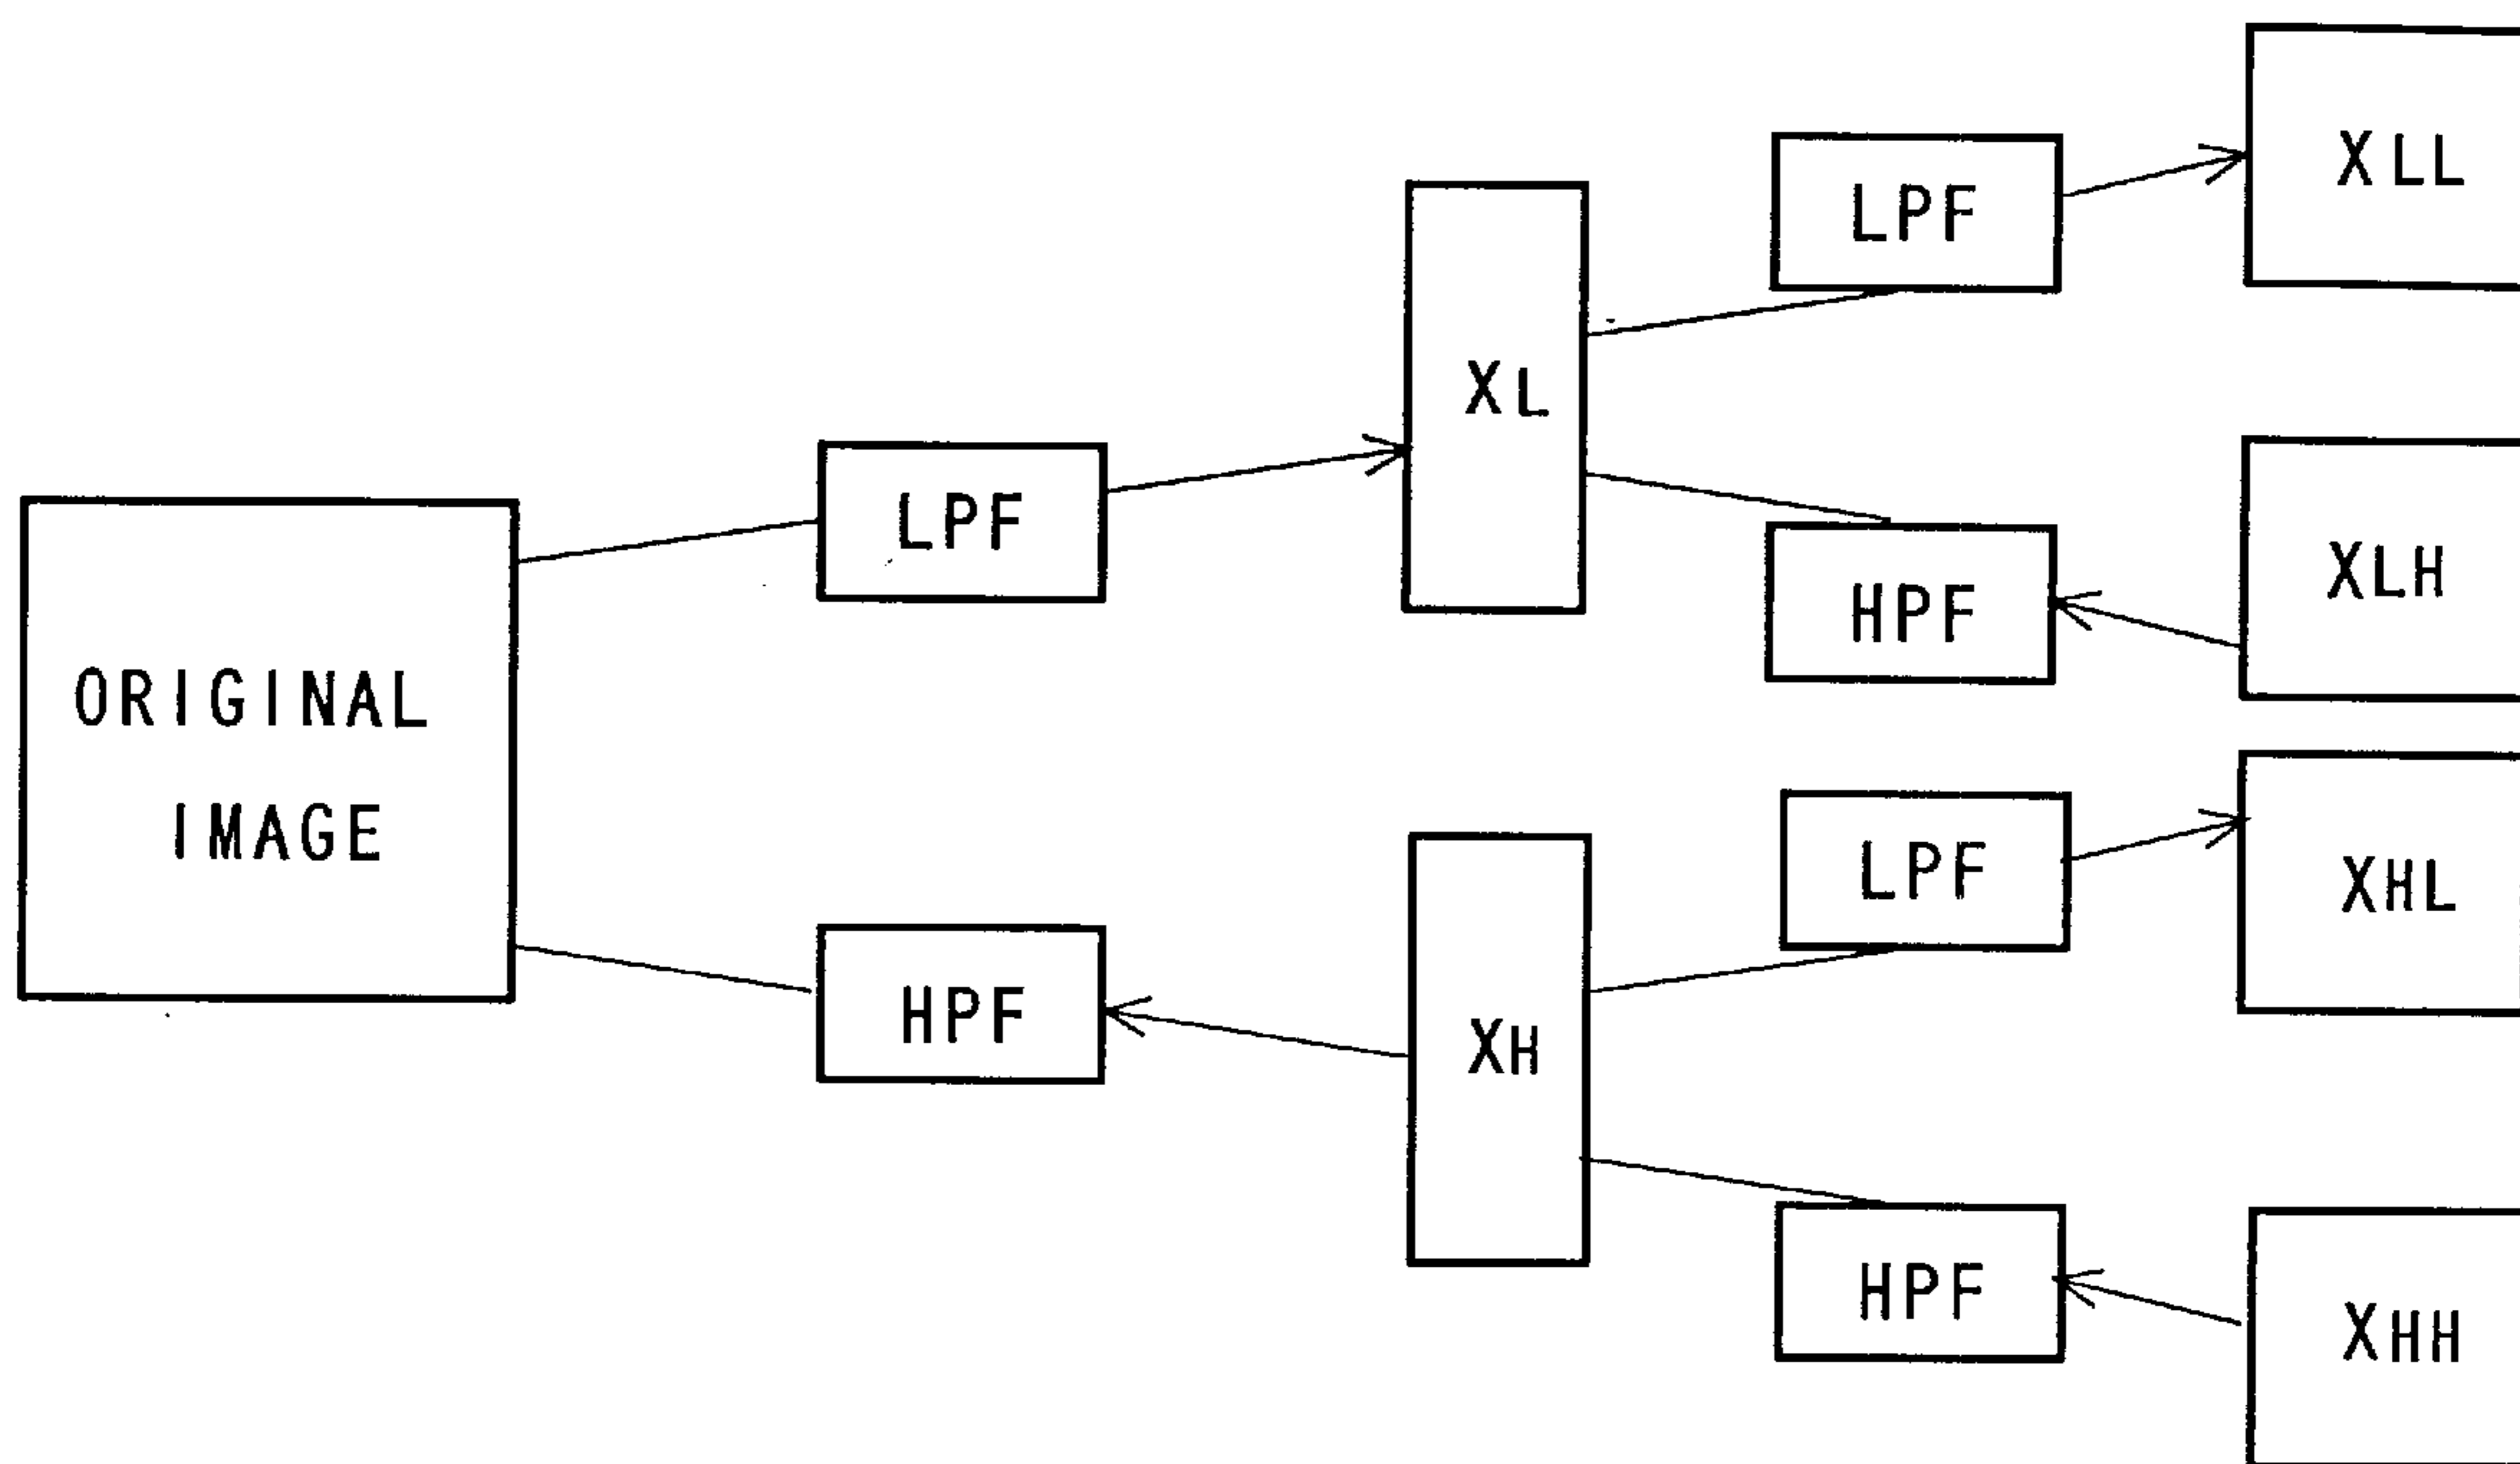 ORIGINAL
IMAGE
LPF
HPF
XL
XH
LPF
HPF
LPF
HPF
XLL
XLH
XHL
XHH